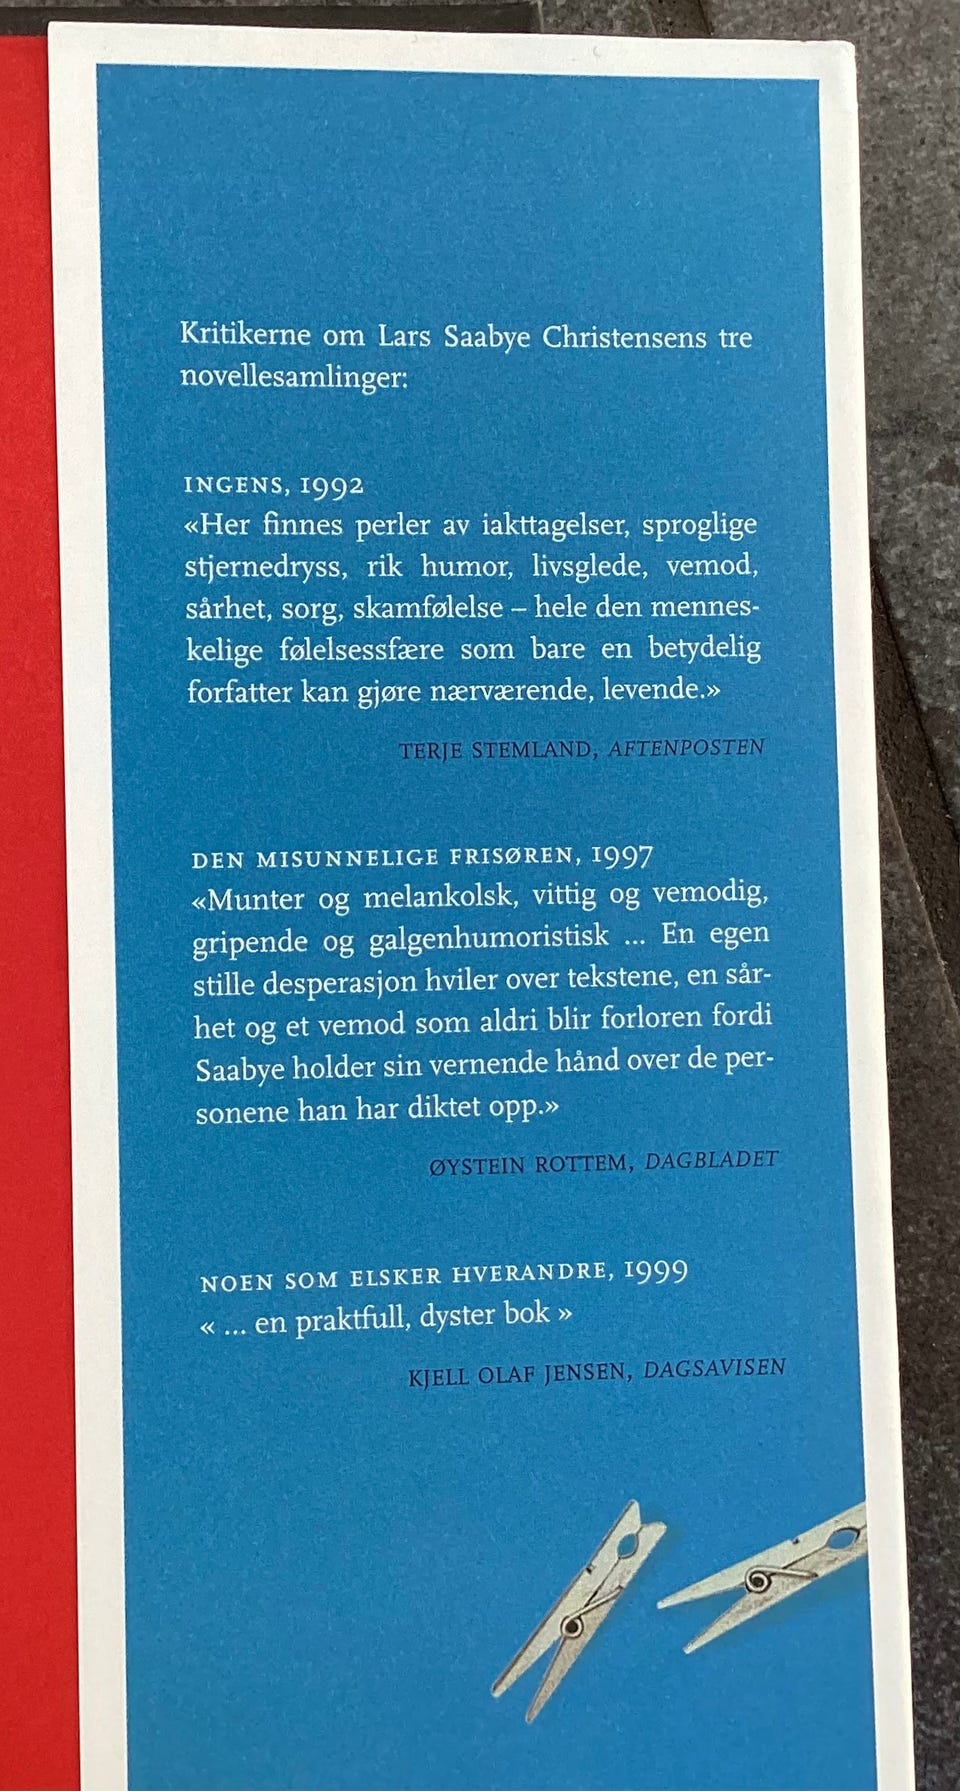 Kritikerne om Lars Saabye Christensens tre
novellesamlinger:
INGENS, 1992
«Her finnes perler av iakttagelser, sproglige
stjernedryss, rik humor, livsglede, vemod,
sårhet, sorg, skamfølelse – hele den mennes-
kelige følelsessfære som bare en betydelig
forfatter kan gjøre nærværende, levende.»
TERJE STEMLAND, AFTENPOSTEN
DEN MISUNNELIGE FRISØREN, 1997
«Munter og melankolsk, vittig og vemodig,
gripende og galgenhumoristisk ... En egen
stille desperasjon hviler over tekstene, en sår-
het og et vemod som aldri blir forloren fordi
Saabye holder sin vernende hånd over de per-
sonene han har diktet opp.»
ØYSTEIN ROTTEM, DAGBLADET
NOEN SOM ELSKER HVERANDRE, 1999
« ... en praktfull, dyster bok »
KJELL OLAF JENSEN, DAGSAVISEN